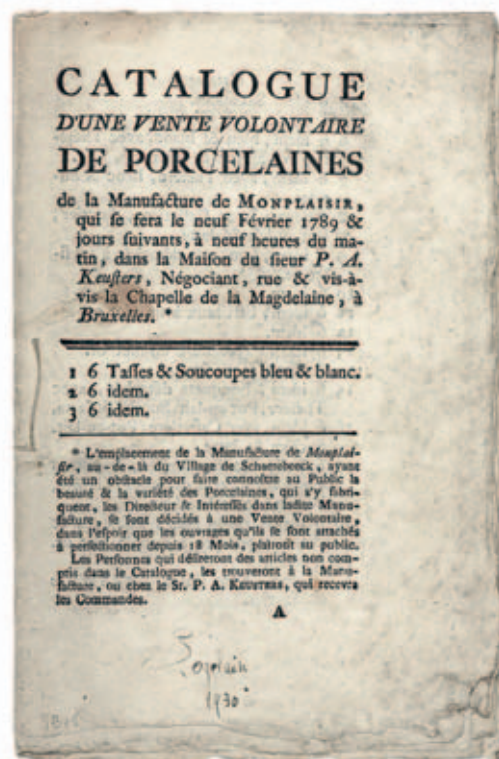 CATALOGUE
D'UNE VENTE VOLONTAIRE
DE PORCELAINES
de la Manufacture de MONPLAISIR,
qui se fera le neuf Février 1789 &
jours suivants, à neuf heures du ma-
tin, dans la Maison du sieur P. A.
Keusters, Négociant, rue & vis-à-
vis la Chapelle de la Magdelaine, à
Bruxelles. *
1 6 Tasses & Soucoupes bleu & blanc.
2 6 idem.
3 6 idem.
* L'emplacement de la Manufacture de Monplai-
sir, au-de-là du Village de Schaerebeeck, ayant
été un obstacle pour faire connoître au Public la
beauté & la variété des Porcelaines, qui s'y fabri-
quent, les Directeur & Intéressés dans ladite Manu-
facture, se sont décidés à une Vente Volontaire,
dans l'espoir que les ouvrages qu'ils se sont attachés
à perfectionner depuis 18 Mois, plairont au public.
Les Personnes qui désireront des articles non com-
pris dans le Catalogue, les trouveront à la Manu-
facture, ou chez le Sr. P. A. KEUSTERS, qui recevra
les Commandes.
A
1930